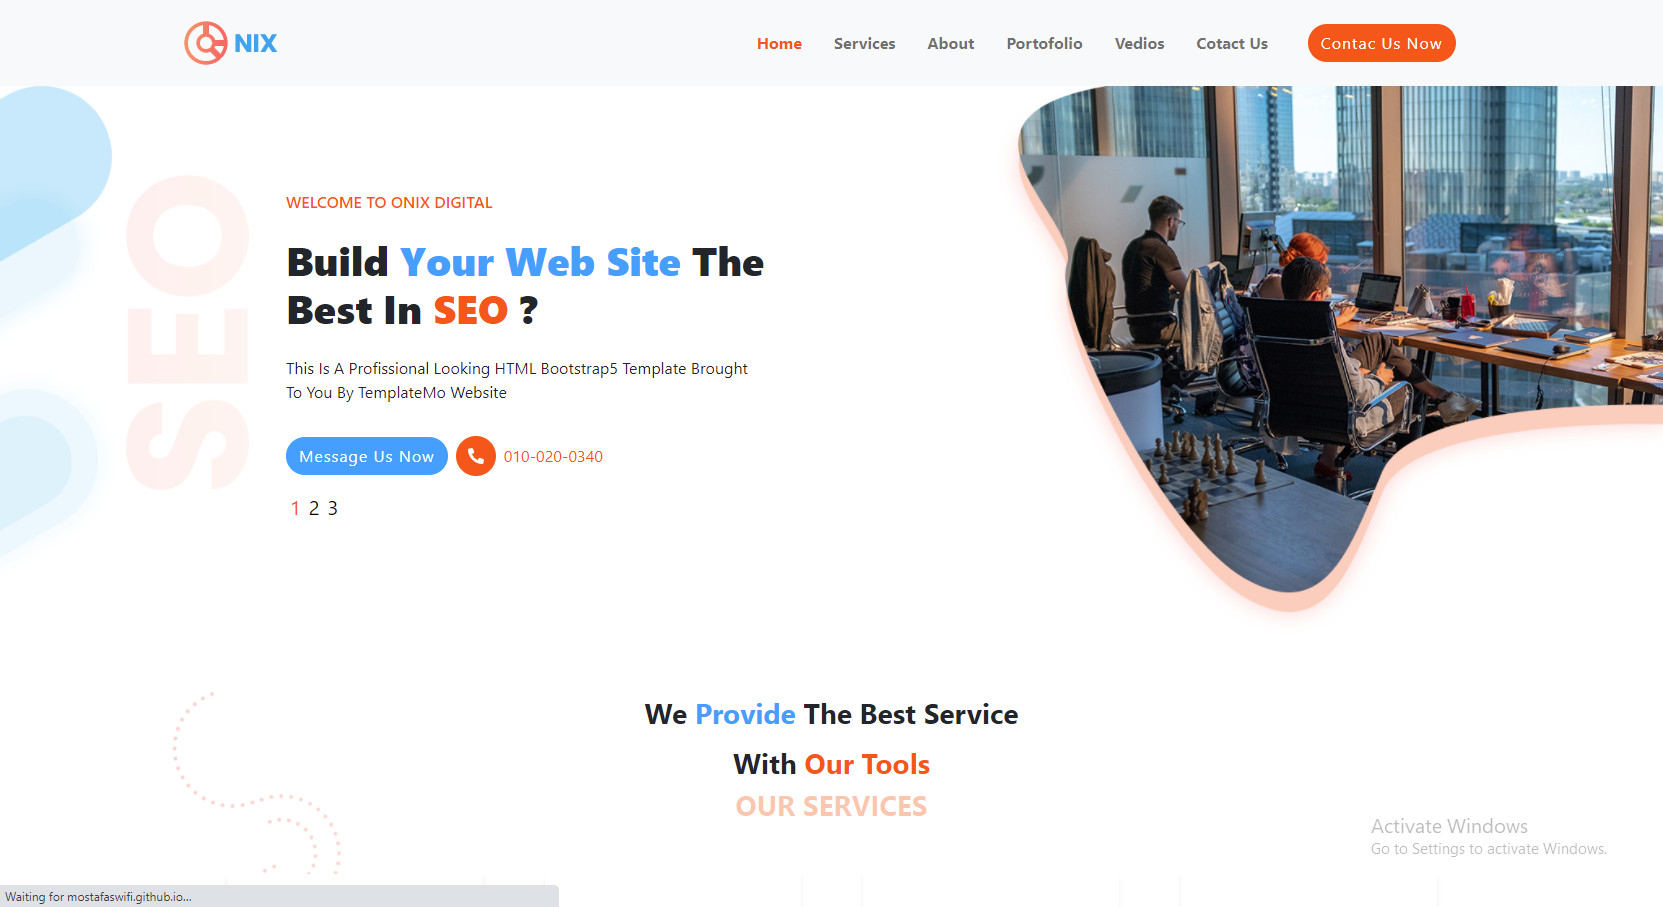 NIX
Home Services About Portofolio Vedios Cotact Us Contac Us Now
SEO
WELCOME TO ONIX DIGITAL
Build Your Web Site The
Best In SEO ?
This Is A Profissional Looking HTML Bootstrap5 Template Brought
To You By TemplateMo Website
Message Us Now 010-020-0340
1 2 3
We Provide The Best Service
With Our Tools
OUR SERVICES
Activate Windows
Go to Settings to activate Windows.
Waiting for mostafaswifi.github.io...